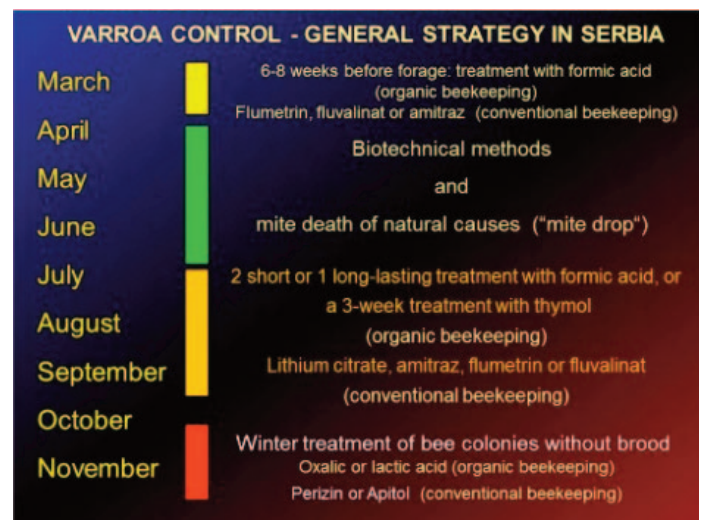 VARROA CONTROL - GENERAL STRATEGY IN SERBIA
March
April
May
June
July
August
September
October
November
6-8 weeks before forage: treatment with formic acid
(organic beekeeping)
Flumetrin, fluvalinat or amitraz (conventional beekeeping)
Biotechnical methods
and
mite death of natural causes ("mite drop")
2 short or 1 long-lasting treatment with formic acid, or
a 3-week treatment with thymol
(organic beekeeping)
Lithium citrate, amitraz, flumetrin or fluvalinat
(conventional beekeeping)
Winter treatment of bee colonies without brood
Oxalic or lactic acid (organic beekeeping)
Perizin or Apitol (conventional beekeeping)